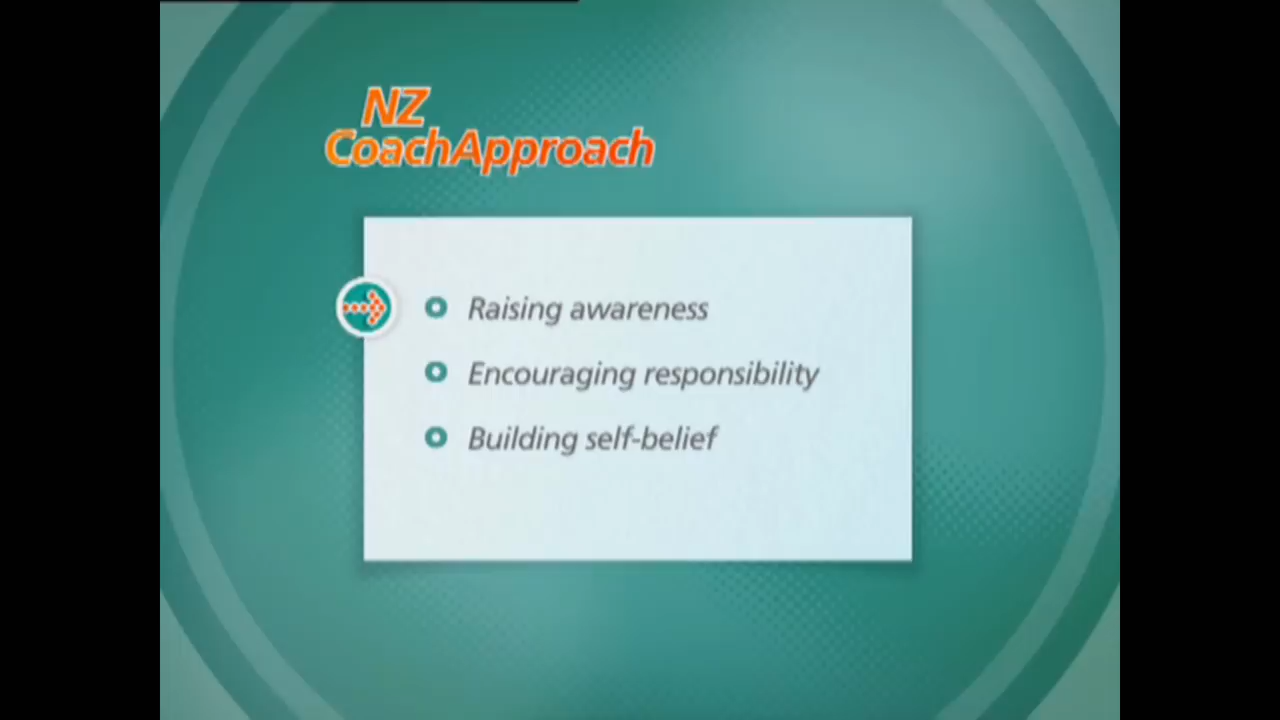 NZ
CoachApproach
Raising awareness
Encouraging responsibility
Building self-belief